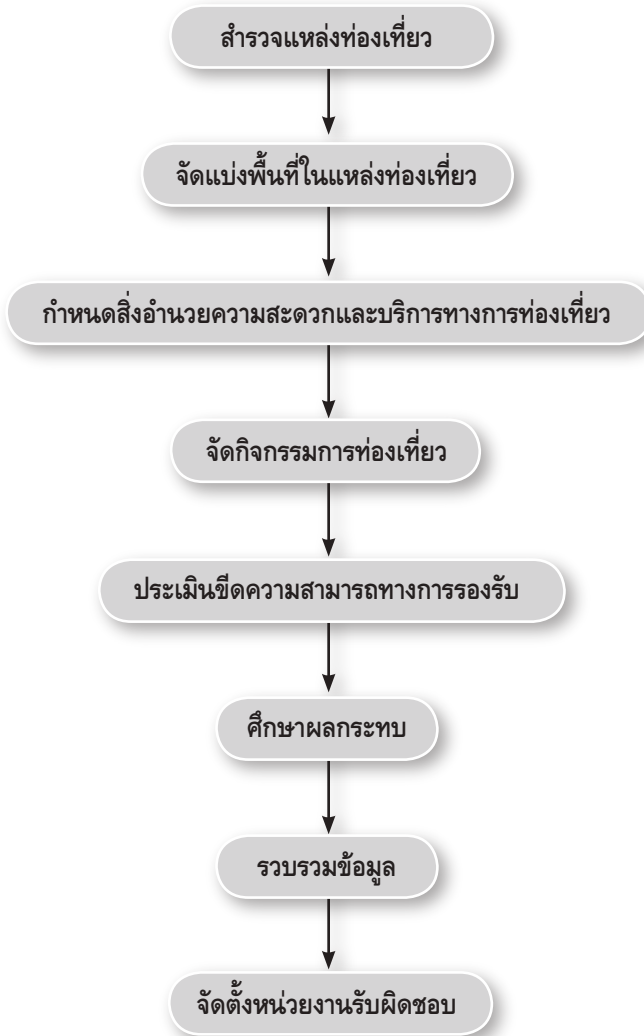 สำรวจแหล่งท่องเที่ยว
จัดแบ่งพื้นที่ในแหล่งท่องเที่ยว
กำหนดสิ่งอำนวยความสะดวกและบริการทางการท่องเที่ยว
จัดกิจกรรมการท่องเที่ยว
ประเมินขีดความสามารถทางการรองรับ
ศึกษาผลกระทบ
รวบรวมข้อมูล
จัดตั้งหน่วยงานรับผิดชอบ